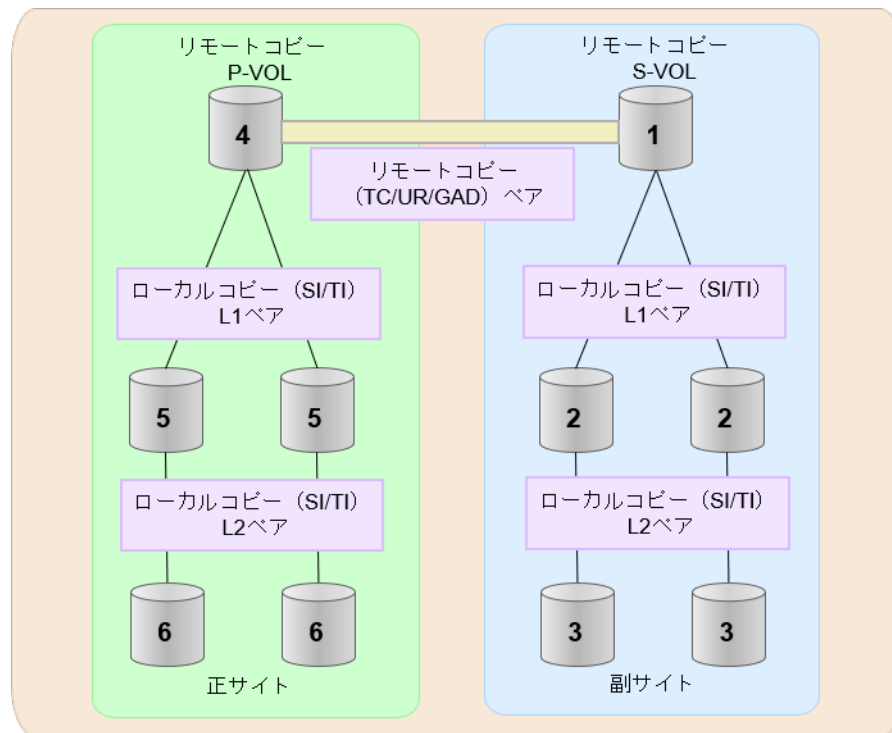 リモートコピー
P-VOL
リモートコピー
S-VOL
4
1
リモートコピー
（TC/UR/GAD）ペア
ローカルコピー（SI/TI）
L1ペア
ローカルコピー（SI/TI）
L1ペア
5
5
2
2
ローカルコピー（SI/TI）
L2ペア
ローカルコピー（SI/TI）
L2ペア
6
6
3
3
正サイト
副サイト